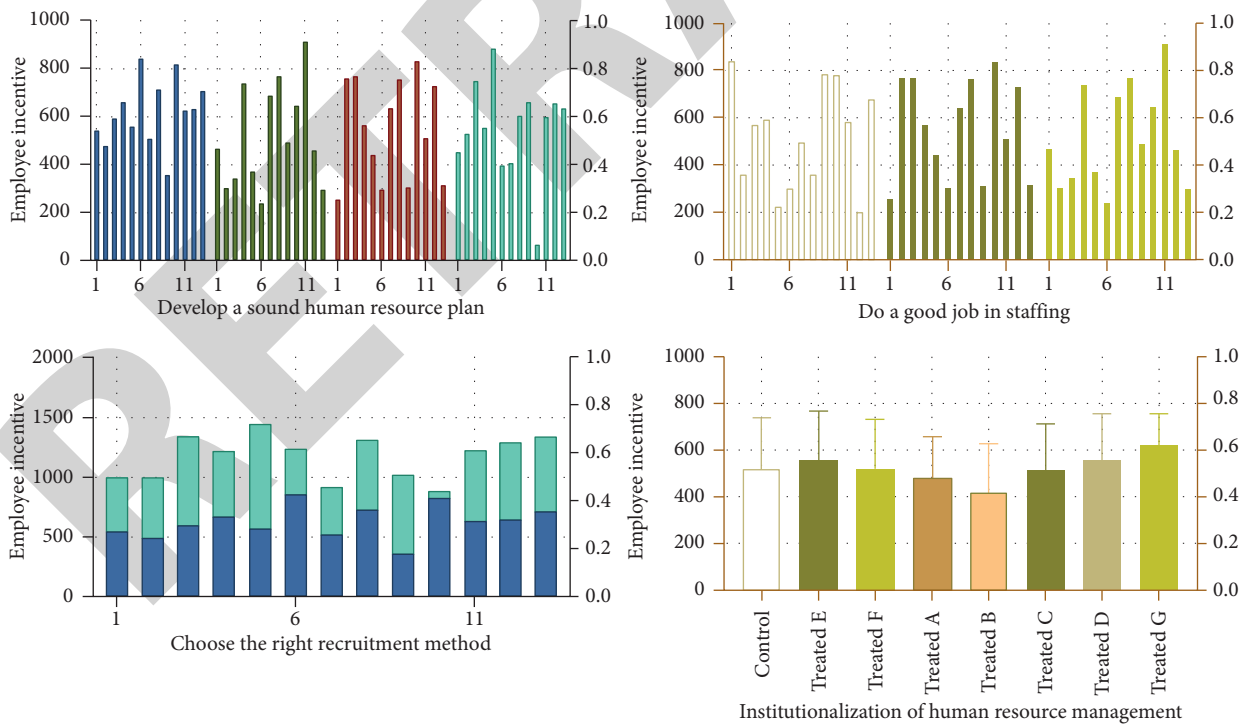 1000
800
600
400
200
0
Employee incentive
1.0
0.8
0.6
0.4
0.2
0.0
1 6 11 1 6 11 1 6 11 1 6 11
Develop a sound human resource plan
1000
800
600
400
200
0
Employee incentive
1.0
0.8
0.6
0.4
0.2
0.0
1 6 11 1 6 11 1 6 11
Do a good job in staffing
2000
1500
1000
500
0
Employee incentive
1.0
0.8
0.6
0.4
0.2
0.0
1 6 11
Choose the right recruitment method
1000
800
600
400
200
0
Employee incentive
1.0
0.8
0.6
0.4
0.2
0.0
Control
Treated E
Treated F
Treated A
Treated B
Treated C
Treated D
Treated G
Institutionalization of human resource management
RETRA